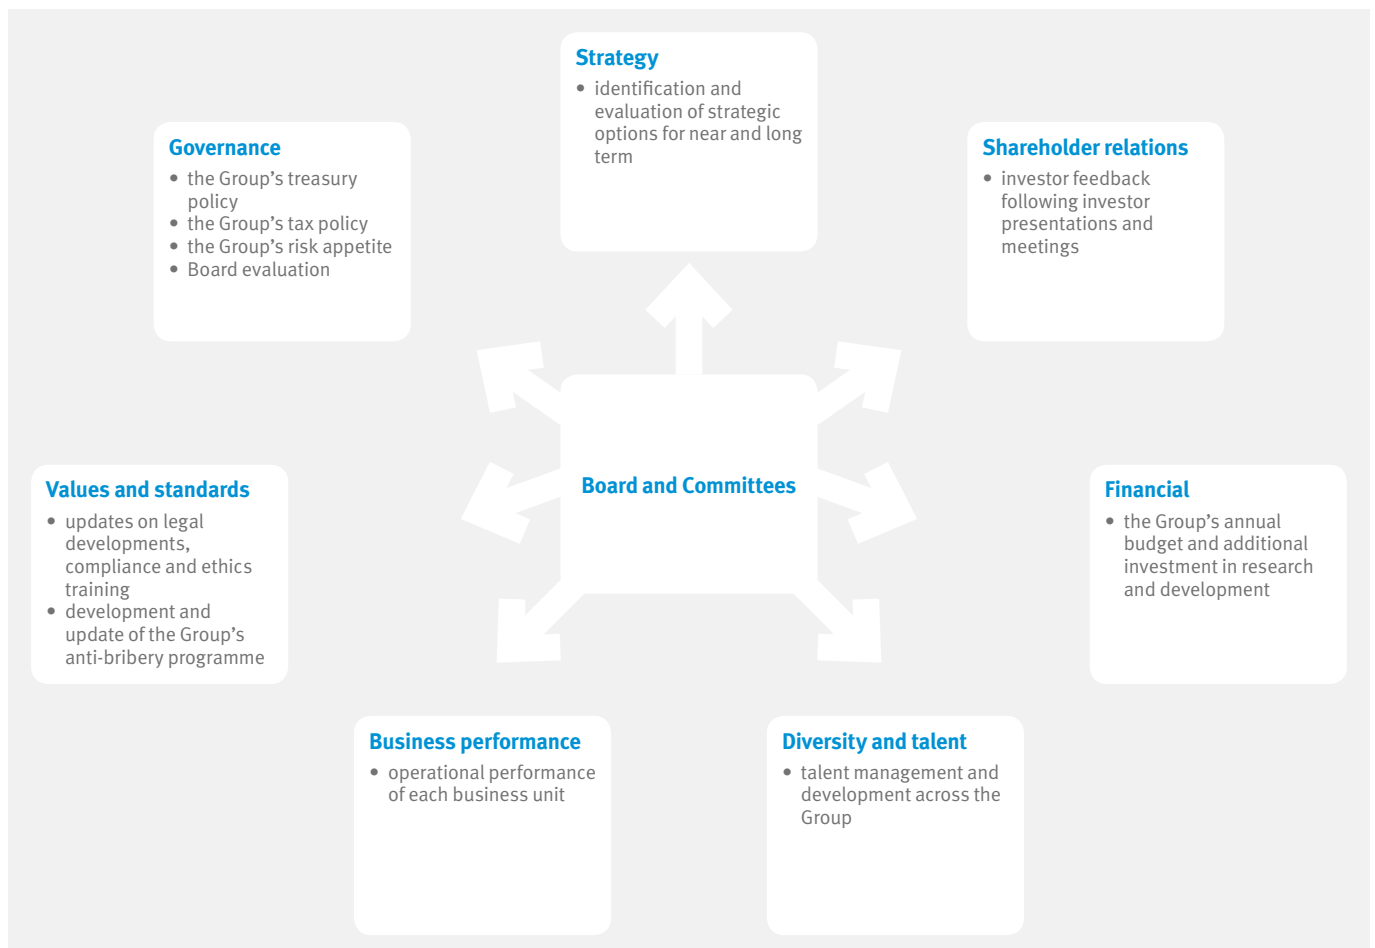 Strategy
• identification and
evaluation of strategic
options for near and long
term
Governance
• the Group’s treasury
policy
• the Group’s tax policy
• the Group’s risk appetite
• Board evaluation
Shareholder relations
• investor feedback
following investor
presentations and
meetings
Board and Committees
Values and standards
• updates on legal
developments,
compliance and ethics
training
• development and
update of the Group’s
anti-bribery programme
Financial
• the Group’s annual
budget and additional
investment in research
and development
Business performance
• operational performance
of each business unit
Diversity and talent
• talent management and
development across the
Group